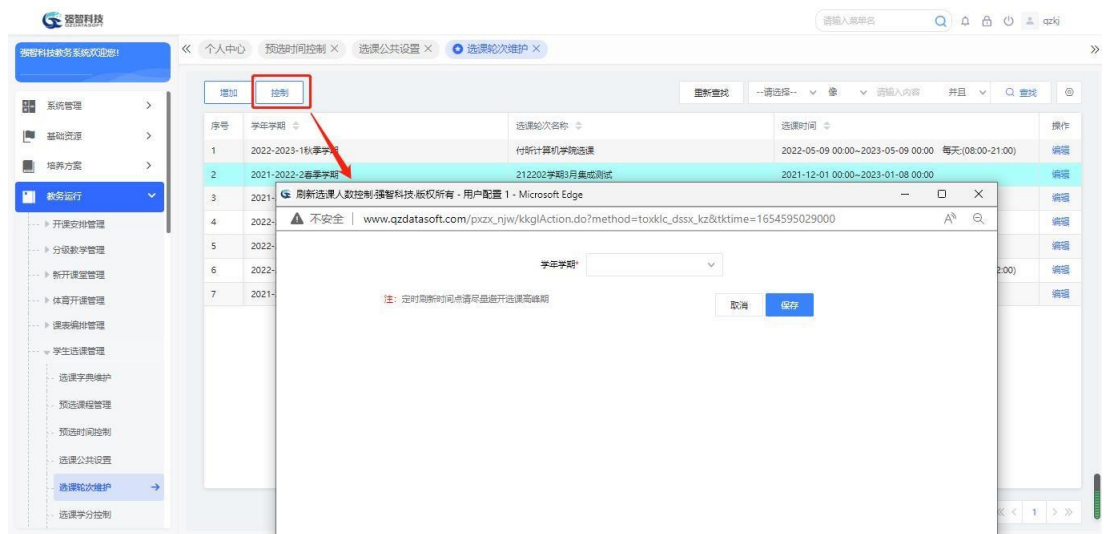 强智科技
请输入菜单名
qzkj
强智科技教务系统欢迎您!
个人中心 预选时间控制 × 选课公共设置 × 选课轮次维护 ×
系统管理
基础资源
培养方案
教务运行
开课安排管理
分级教学管理
新开课堂管理
体育开课管理
课表编排管理
学生选课管理
选课字典维护
预选课程管理
预选时间控制
选课公共设置
选课轮次维护
选课学分控制
增加 控制 重新查找 --请选择-- 像 请输入内容 并且 查找
序号 学年学期 选课轮次名称 选课时间 操作
1 2022-2023-1秋季学期 付昕计算机学院选课 2022-05-09 00:00~2023-05-09 00:00 每天:(08:00-21:00) 编辑
2 2021-2022-2春季学期 212202学期3月集成测试 2021-12-01 00:00~2023-01-08 00:00 编辑
3 2021- 编辑
4 2022- 编辑
5 2022- 编辑
6 2022- 2:00) 编辑
7 2021- 编辑
刷新选课人数控制-强智科技-版权所有 - 用户配置 1 - Microsoft Edge
不安全 | www.qzdatasoft.com/pxzx_njw/kkglAction.do?method=toxklc_dssx_kz&tktime=1654595029000
学年学期*
注: 定时刷新时间点请尽量避开选课高峰期
取消 保存
1